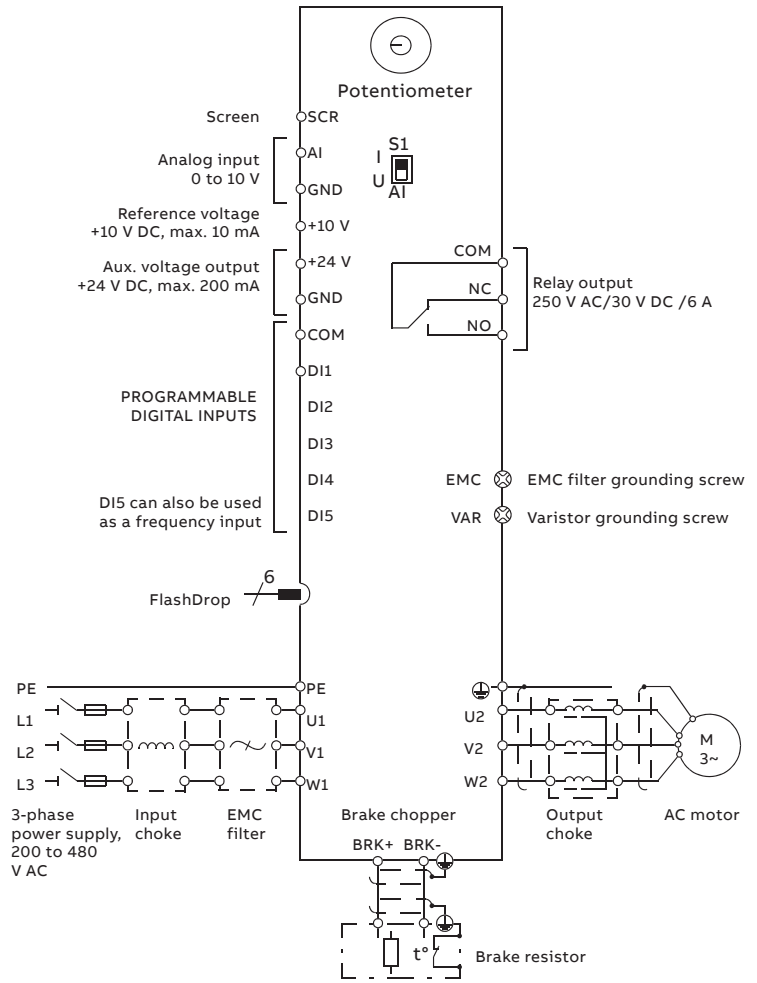 Potentiometer
Screen
SCR
S1
I
U
AI
Analog input
0 to 10 V
AI
GND
Reference voltage
+10 V DC, max. 10 mA
+10 V
Aux. voltage output
+24 V DC, max. 200 mA
+24 V
GND
COM
NC
NO
Relay output
250 V AC/30 V DC /6 A
COM
DI1
PROGRAMMABLE
DIGITAL INPUTS
DI2
DI3
DI4
DI5
DI5 can also be used
as a frequency input
EMC
EMC filter grounding screw
VAR
Varistor grounding screw
6
FlashDrop
PE
PE
L1
U1
U2
L2
V1
V2
M
3~
L3
W1
W2
3-phase
power supply,
200 to 480
V AC
Input
choke
EMC
filter
Brake chopper
Output
choke
AC motor
BRK+ BRK-
t°
Brake resistor